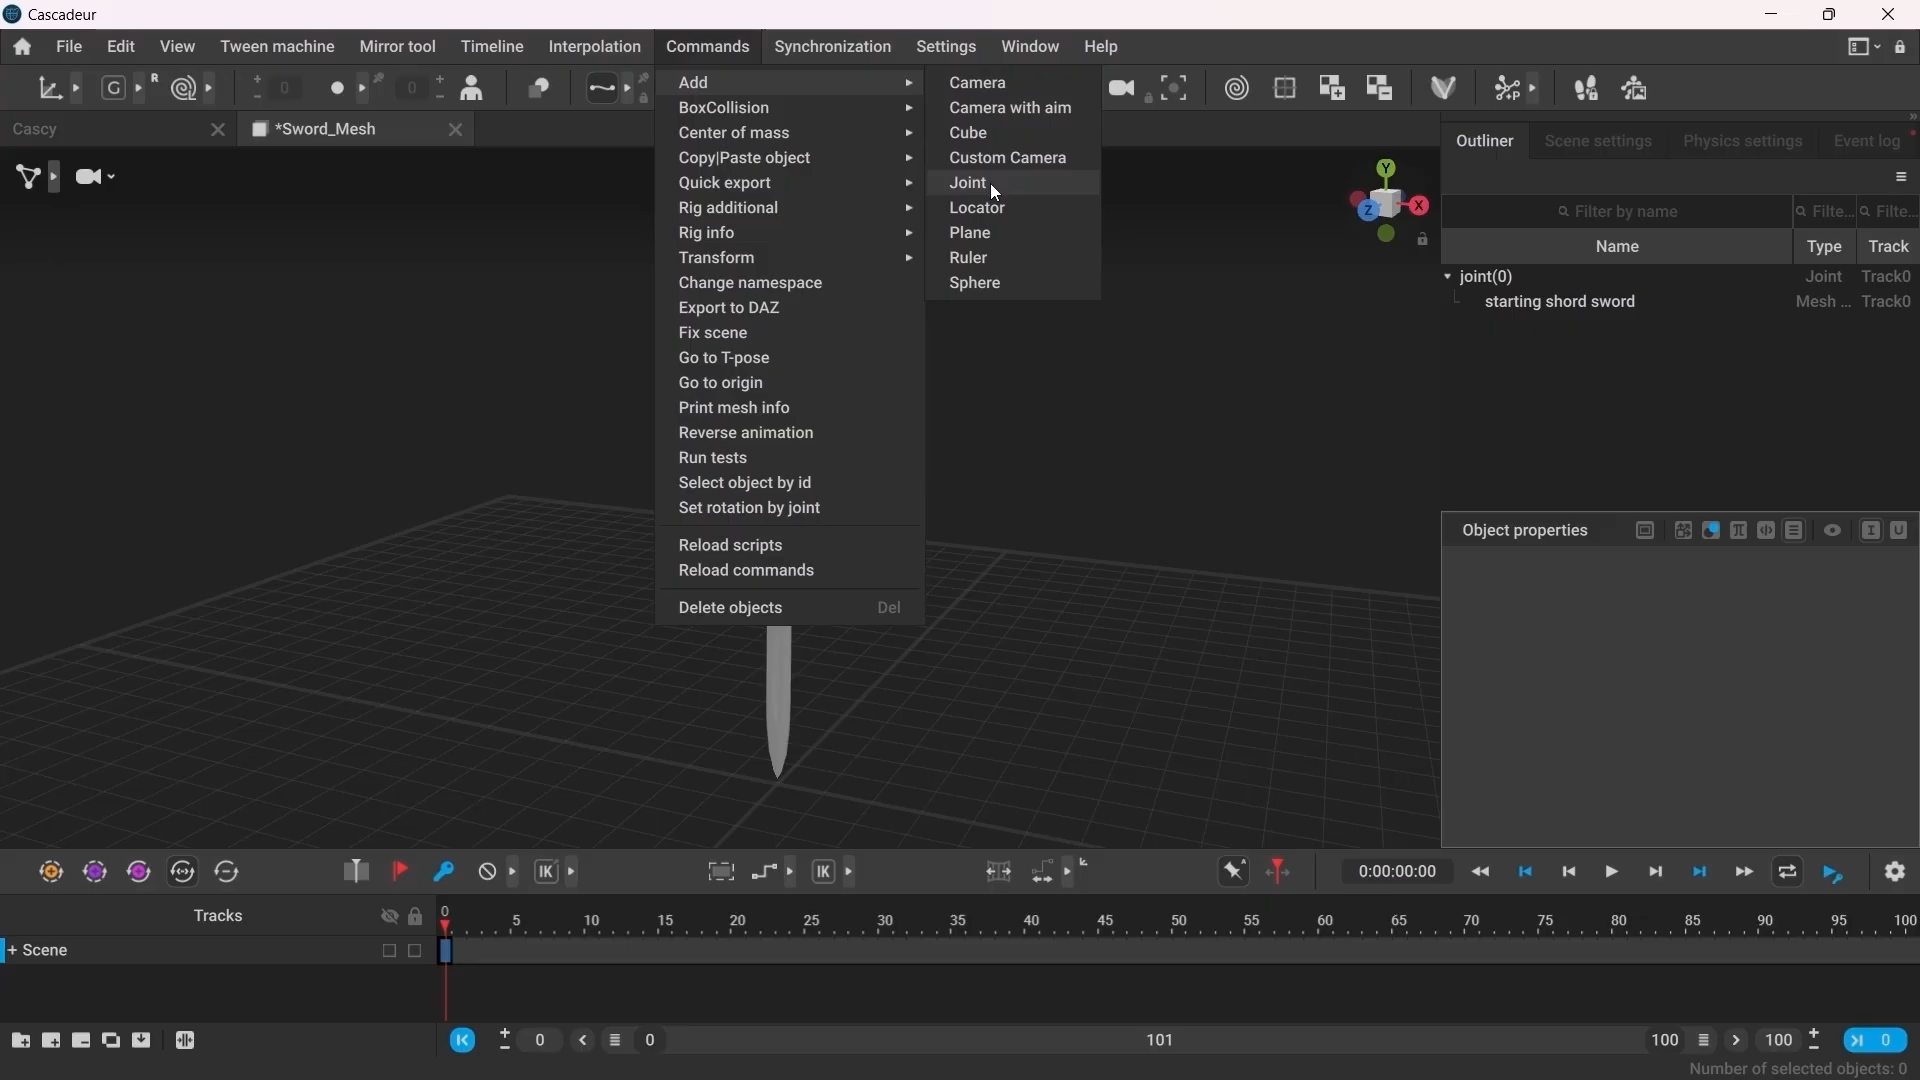 Cascadeur
File Edit View Tween machine Mirror tool Timeline Interpolation Commands Synchronization Settings Window Help
G R 0 0
Cascy *Sword_Mesh
Add
BoxCollision
Center of mass
Copy|Paste object
Quick export
Rig additional
Rig info
Transform
Change namespace
Export to DAZ
Fix scene
Go to T-pose
Go to origin
Print mesh info
Reverse animation
Run tests
Select object by id
Set rotation by joint
Reload scripts
Reload commands
Delete objects Del
Camera
Camera with aim
Cube
Custom Camera
Joint
Locator
Plane
Ruler
Sphere
Y
Z X
Outliner Scene settings Physics settings Event log
Filter by name Filte... Filte...
Name Type Track
joint(0) Joint Track0
starting shord sword Mesh ... Track0
Object properties
IK IK 0:00:00:00
Tracks 0 5 10 15 20 25 30 35 40 45 50 55 60 65 70 75 80 85 90 95 100
+ Scene
0 0 101 100 100 0
Number of selected objects: 0